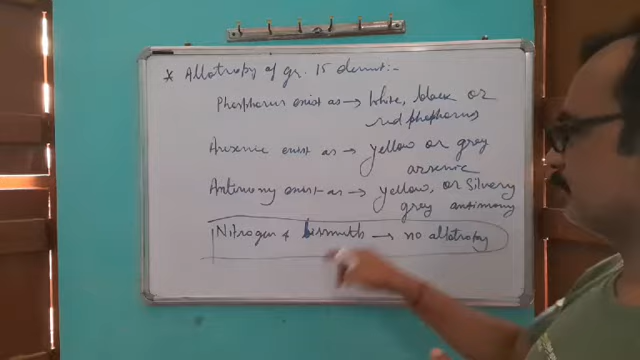 * Allotropy of gr. 15 element:-
Phosphorus exist as → White, black or
red phosphorus
Arsenic exist as → yellow or grey
arsenic
Antimony exist as → yellow, or Silvery
grey antimony
Nitrogen & bismuth → no allotropy